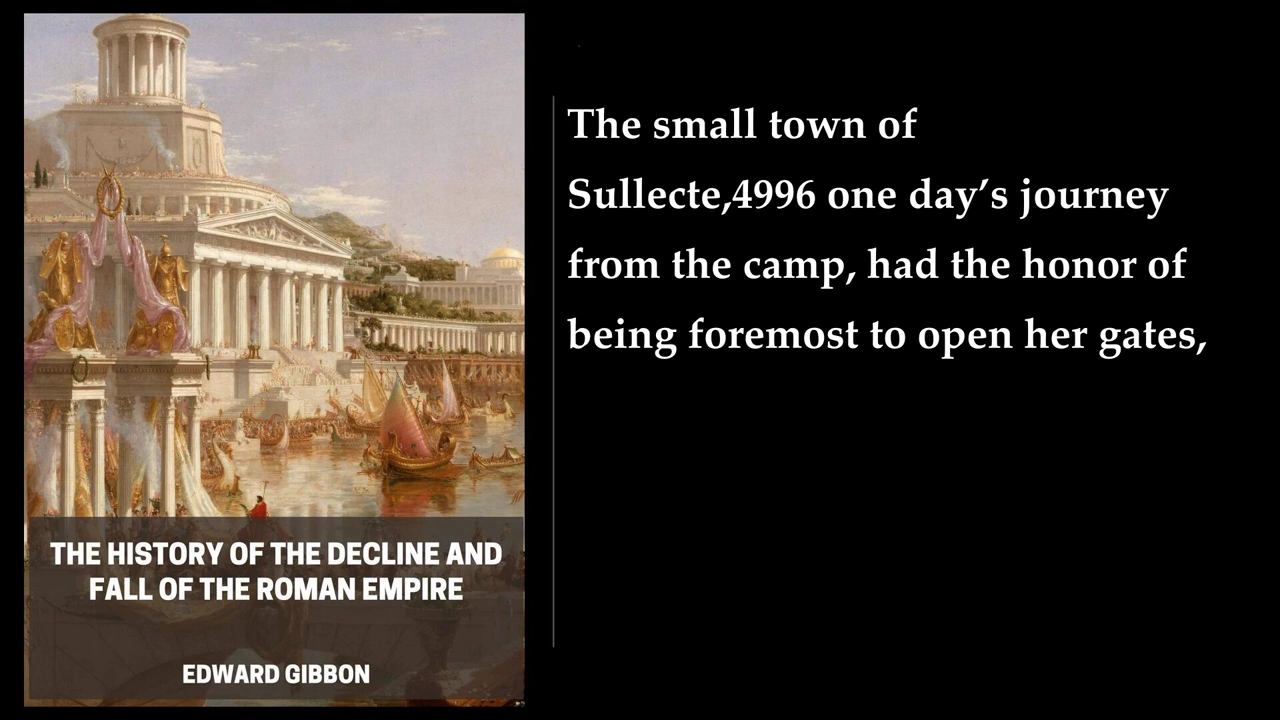 THE HISTORY OF THE DECLINE AND
FALL OF THE ROMAN EMPIRE
EDWARD GIBBON
The small town of
Sullecte,4996 one day’s journey
from the camp, had the honor of
being foremost to open her gates,